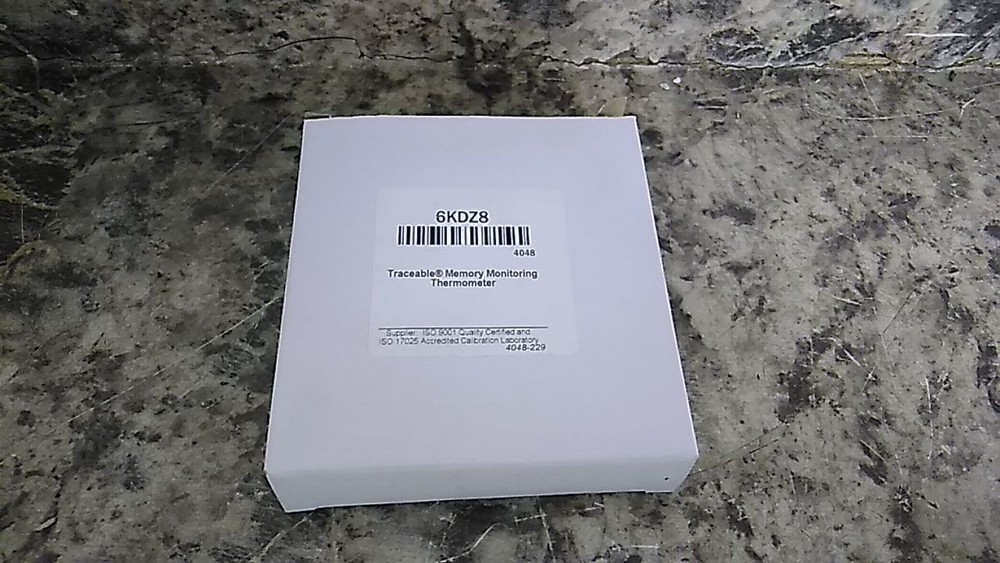 6KDZ8
4048
Traceable® Memory Monitoring
Thermometer
Supplier: ISO 9001 Quality Certified and
ISO 17025 Accredited Calibration Laboratory
4048-229